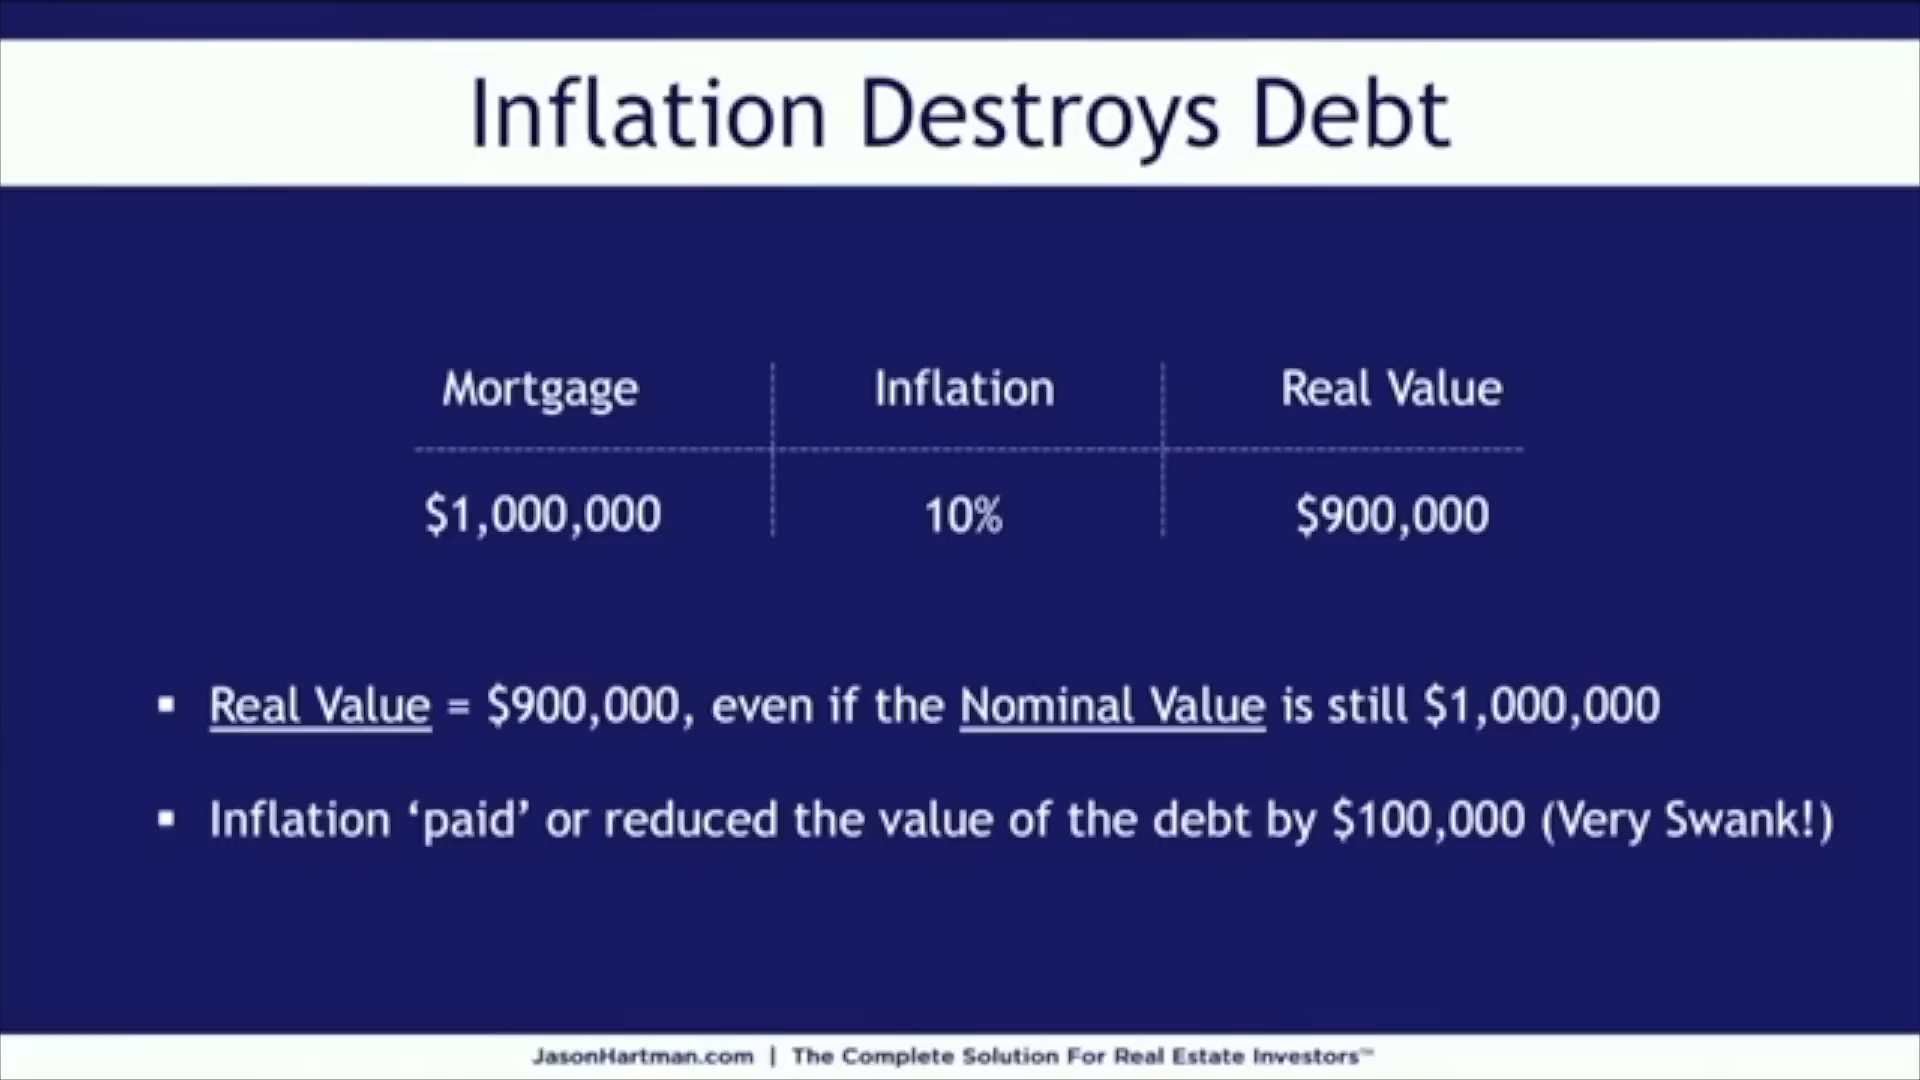 Inflation Destroys Debt
Mortgage Inflation Real Value
$1,000,000 10% $900,000
▪ Real Value = $900,000, even if the Nominal Value is still $1,000,000
▪ Inflation ‘paid’ or reduced the value of the debt by $100,000 (Very Swank!)
JasonHartman.com | The Complete Solution For Real Estate Investors™